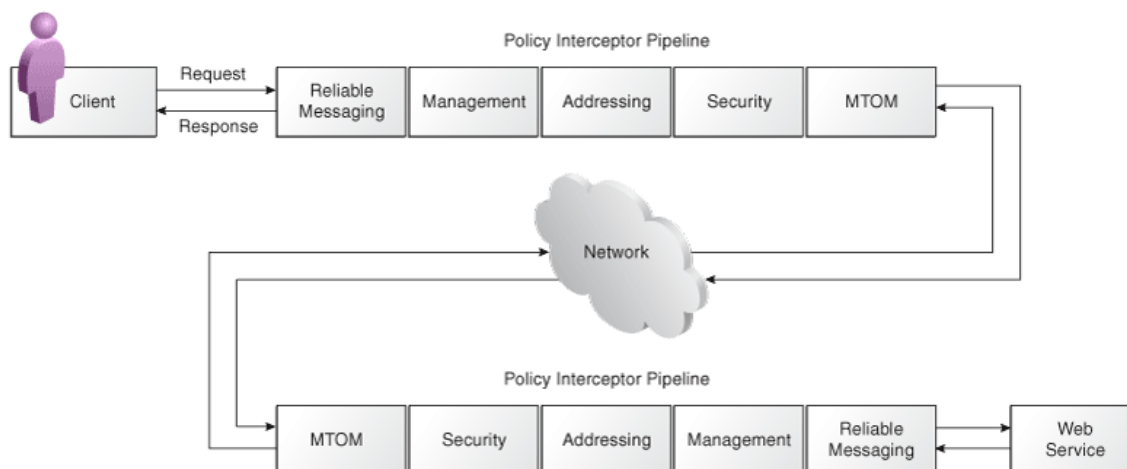 Policy Interceptor Pipeline
Client
Request
Response
Reliable
Messaging
Management
Addressing
Security
MTOM
Network
Policy Interceptor Pipeline
MTOM
Security
Addressing
Management
Reliable
Messaging
Web
Service